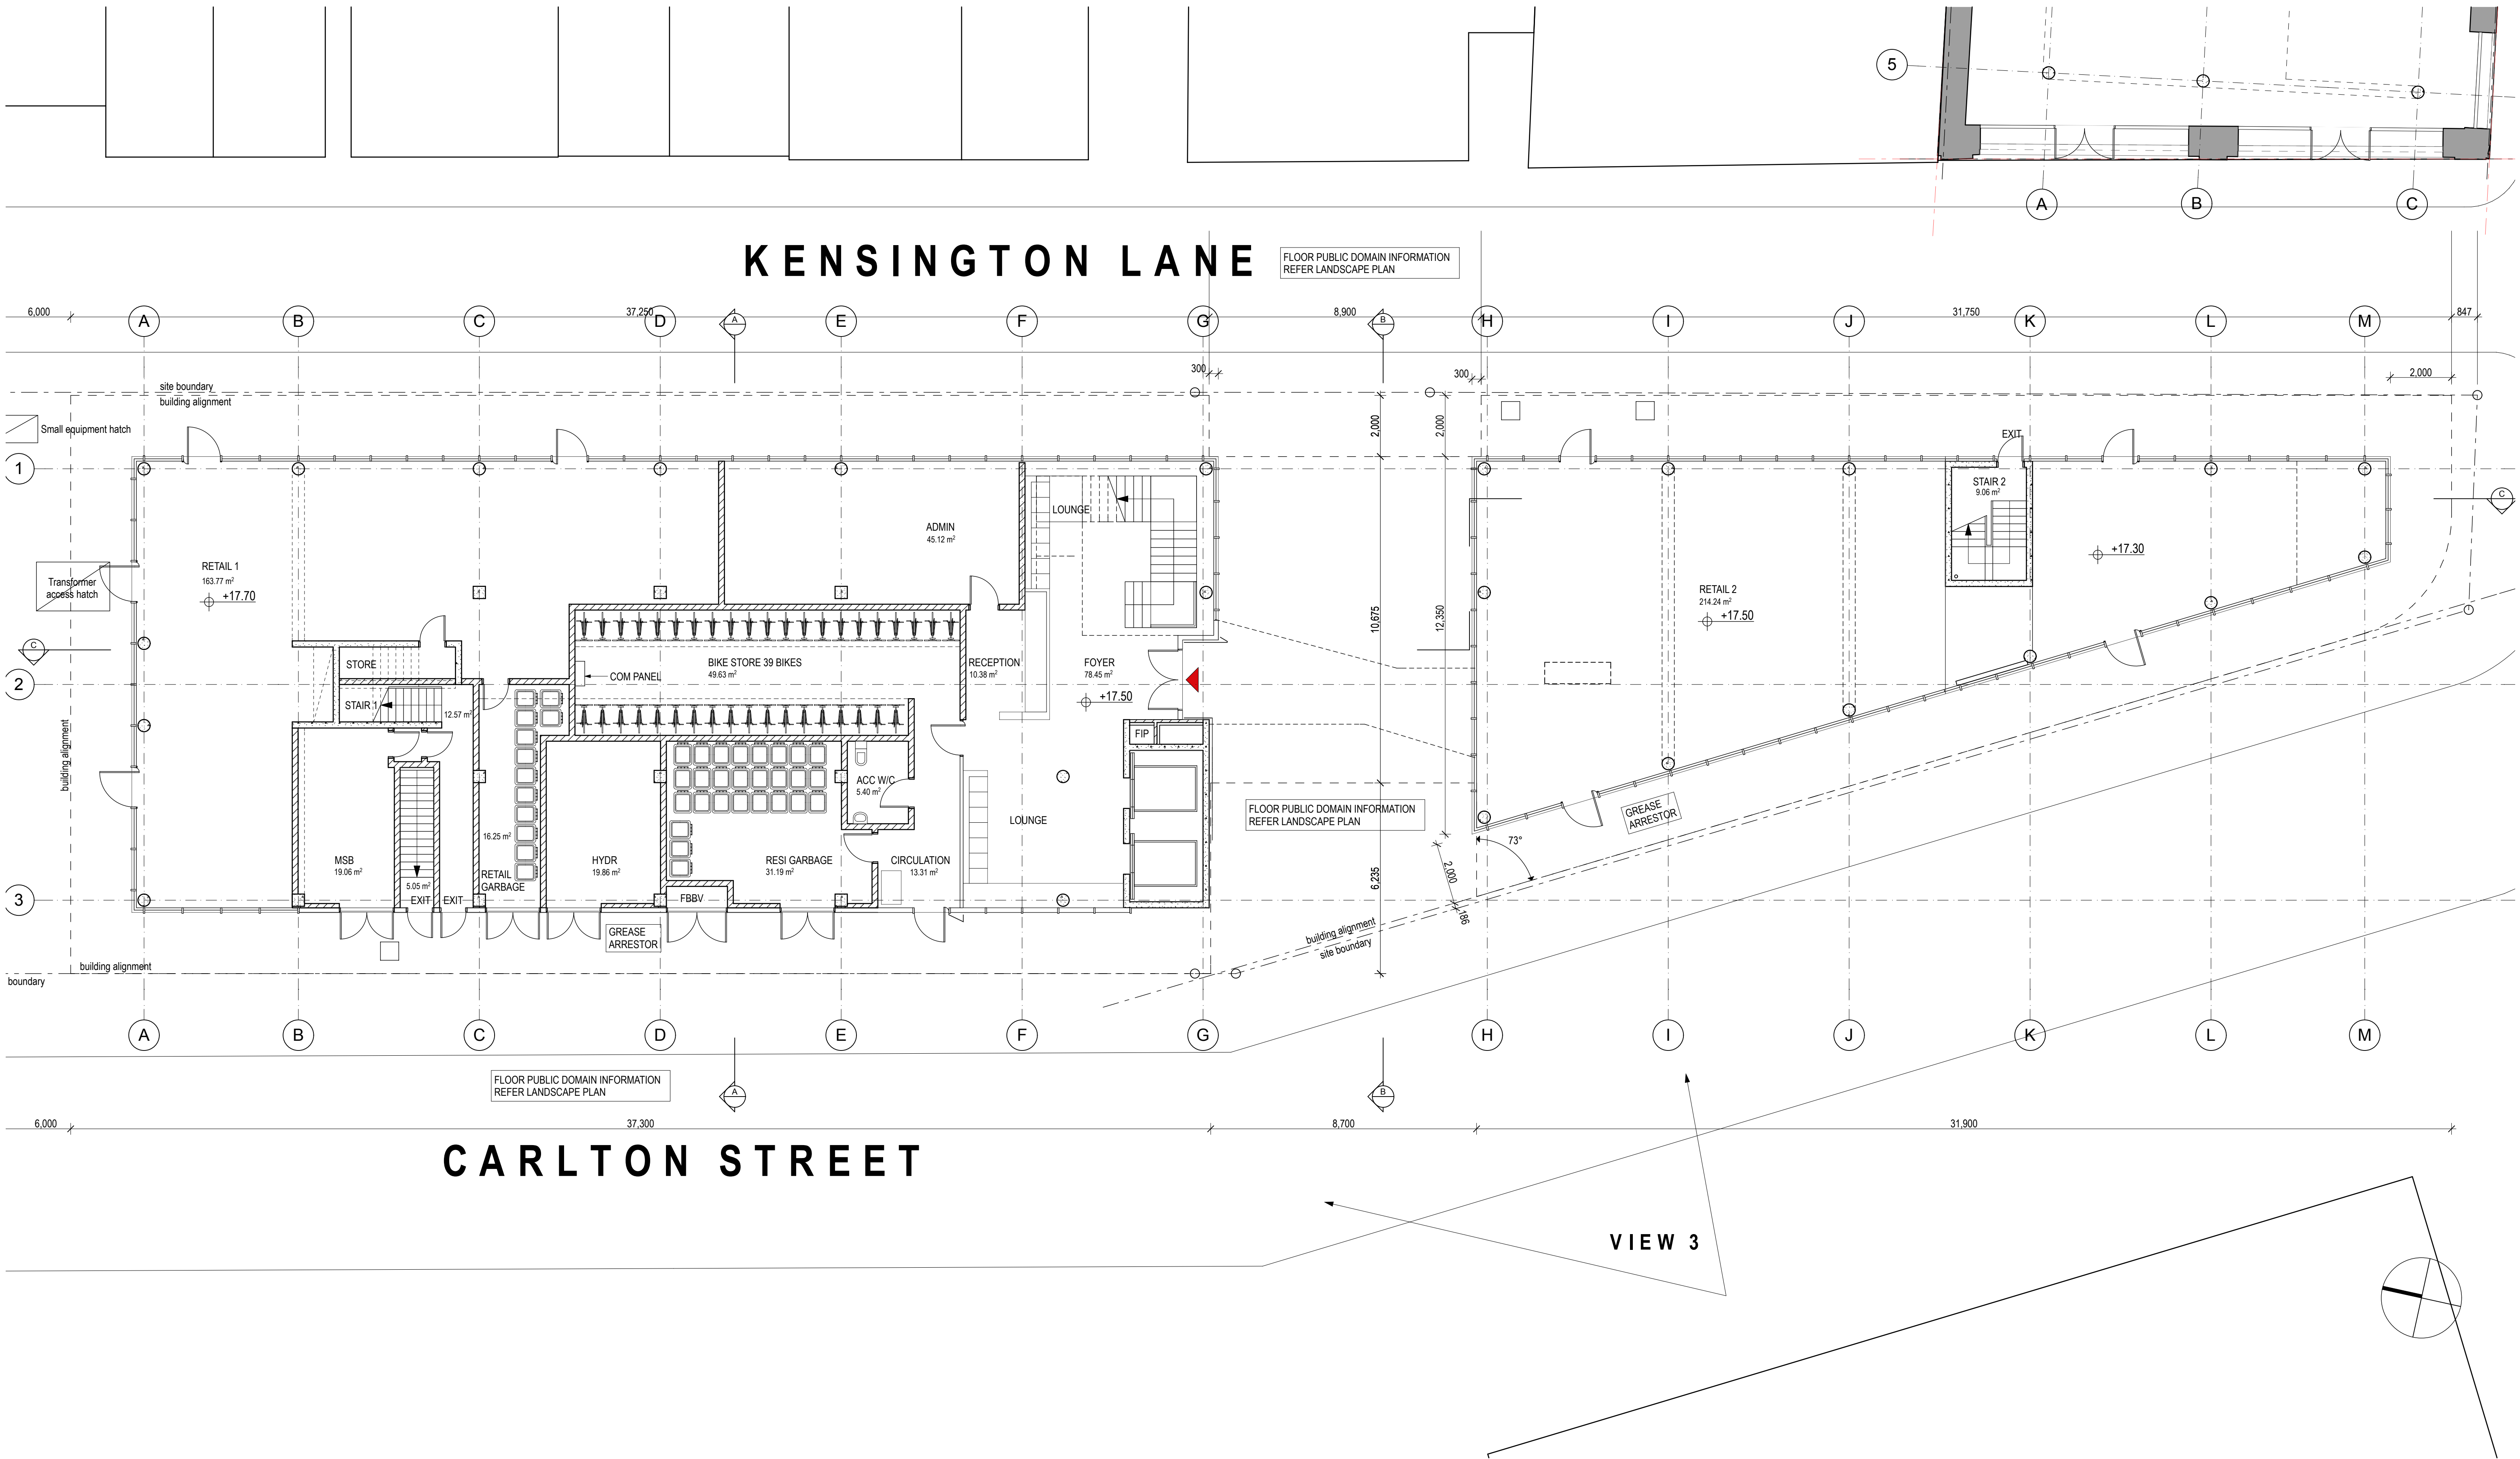 5
A
B
C
KENSINGTON LANE
FLOOR PUBLIC DOMAIN INFORMATION
REFER LANDSCAPE PLAN
6,000
37,250
8,900
31,750
847
A
B
C
D
A
E
F
G
B
H
I
J
K
L
M
300
300
2,000
site boundary
building alignment
Small equipment hatch
2,000
2,000
EXIT
1
STAIR 2
9.06 m²
C
LOUNGE
ADMIN
45.12 m²
+17.30
RETAIL 1
163.77 m²
+17.70
Transformer
access hatch
RETAIL 2
214.24 m²
+17.50
10,675
12,350
C
STORE
BIKE STORE 39 BIKES
49.63 m²
COM PANEL
RECEPTION
10.38 m²
FOYER
78.45 m²
+17.50
2
STAIR 1
12.57 m²
FIP
building alignment
ACC W/C
5.40 m²
FLOOR PUBLIC DOMAIN INFORMATION
REFER LANDSCAPE PLAN
GREASE
ARRESTOR
LOUNGE
16.25 m²
73°
MSB
19.06 m²
5.05 m²
EXIT
EXIT
RETAIL
GARBAGE
HYDR
19.86 m²
RESI GARBAGE
31.19 m²
CIRCULATION
13.31 m²
FBBV
6,235
2,000
186
3
GREASE
ARRESTOR
building alignment
site boundary
building alignment
boundary
A
B
C
D
E
F
G
H
I
J
K
L
M
FLOOR PUBLIC DOMAIN INFORMATION
REFER LANDSCAPE PLAN
A
B
6,000
37,300
8,700
31,900
CARLTON STREET
VIEW 3